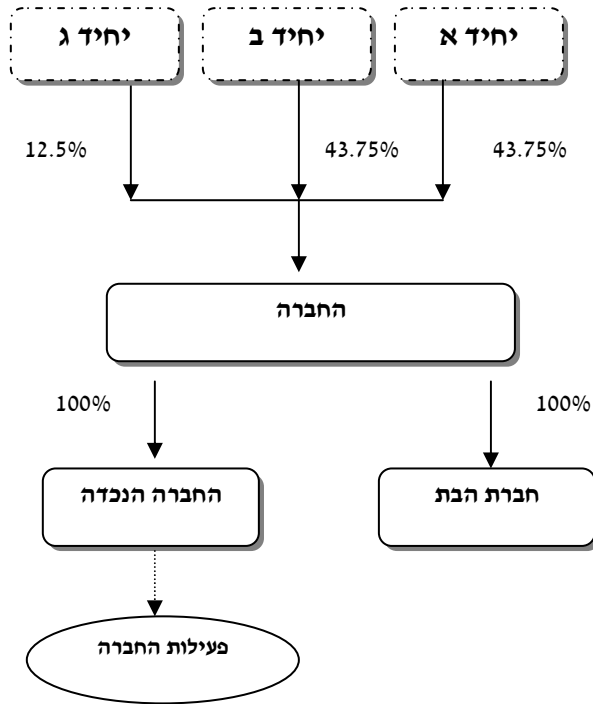 יחיד א
יחיד ב
יחיד ג
43.75%
43.75%
12.5%
החברה
100%
100%
חברת הבת
החברה הנכדה
פעילות החברה